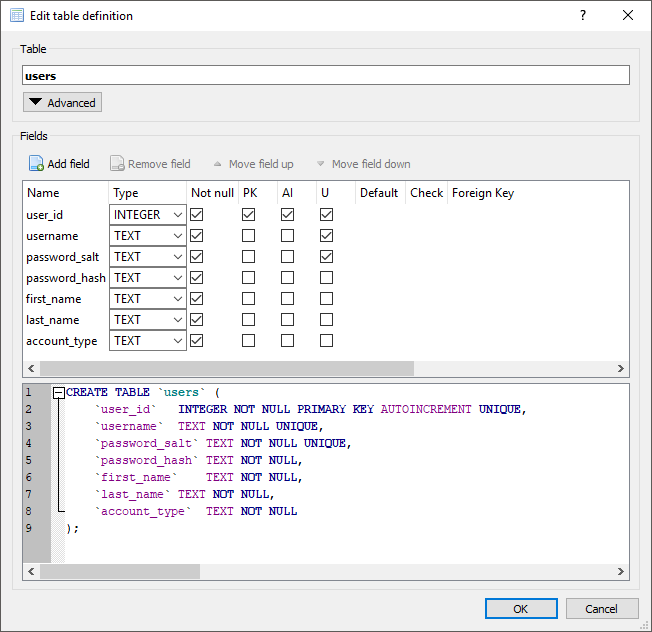 Edit table definition ?
Table
users
Advanced
Fields
Add field Remove field Move field up Move field down
Name Type Not null PK AI U Default Check Foreign Key
user_id INTEGER
username TEXT
password_salt TEXT
password_hash TEXT
first_name TEXT
last_name TEXT
account_type TEXT
1 CREATE TABLE `users` (
2 `user_id` INTEGER NOT NULL PRIMARY KEY AUTOINCREMENT UNIQUE,
3 `username` TEXT NOT NULL UNIQUE,
4 `password_salt` TEXT NOT NULL UNIQUE,
5 `password_hash` TEXT NOT NULL,
6 `first_name` TEXT NOT NULL,
7 `last_name` TEXT NOT NULL,
8 `account_type` TEXT NOT NULL
9 );
OK Cancel